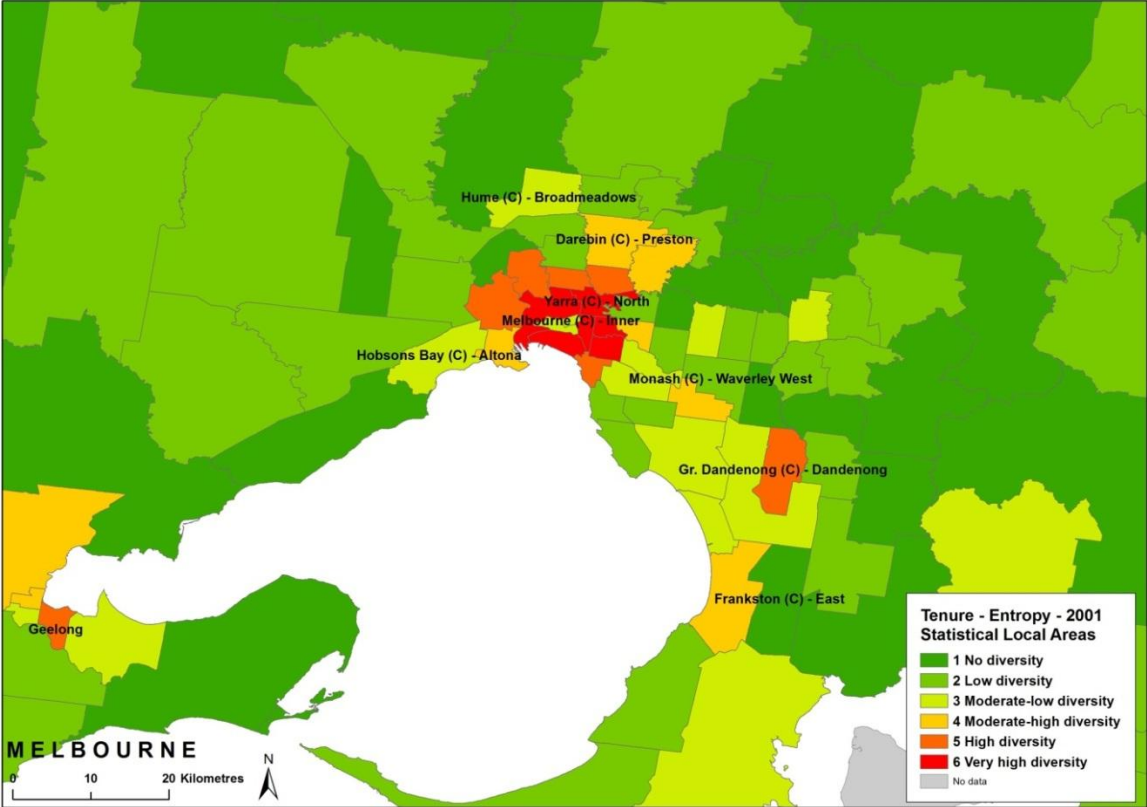 Hume (C) - Broadmeadows
Darebin (C) - Preston
Yarra (C) - North
Melbourne (C) - Inner
Hobsons Bay (C) - Altona
Monash (C) - Waverley West
Gr. Dandenong (C) - Dandenong
Frankston (C) - East
Geelong
Tenure - Entropy - 2001
Statistical Local Areas
1 No diversity
2 Low diversity
3 Moderate-low diversity
4 Moderate-high diversity
5 High diversity
6 Very high diversity
No data
MELBOURNE
N
0 10 20 Kilometres